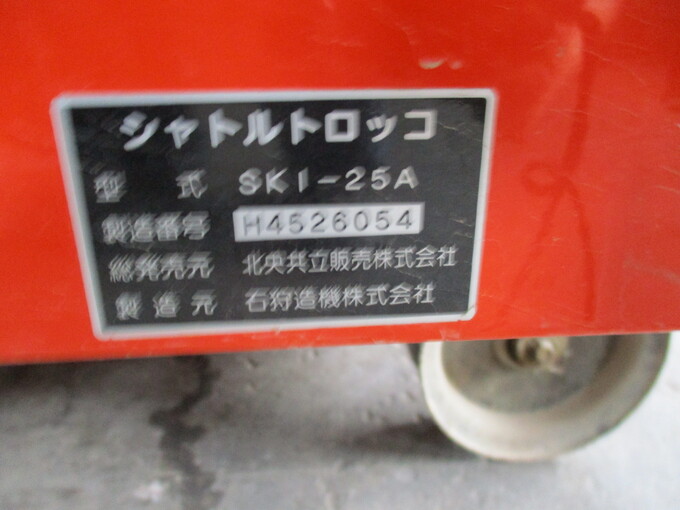 シャトルトロッコ
型式 SK1-25A
製造番号 H4526054
総発売元 北央共立販売株式会社
製造元 石狩造機株式会社